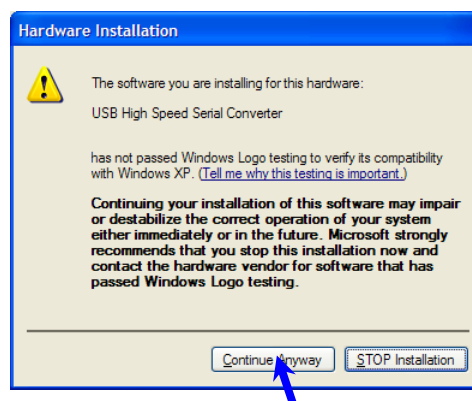 Hardware Installation
The software you are installing for this hardware:
USB High Speed Serial Converter
has not passed Windows Logo testing to verify its compatibility
with Windows XP. (Tell me why this testing is important.)
Continuing your installation of this software may impair
or destabilize the correct operation of your system
either immediately or in the future. Microsoft strongly
recommends that you stop this installation now and
contact the hardware vendor for software that has
passed Windows Logo testing.
Continue Anyway
STOP Installation